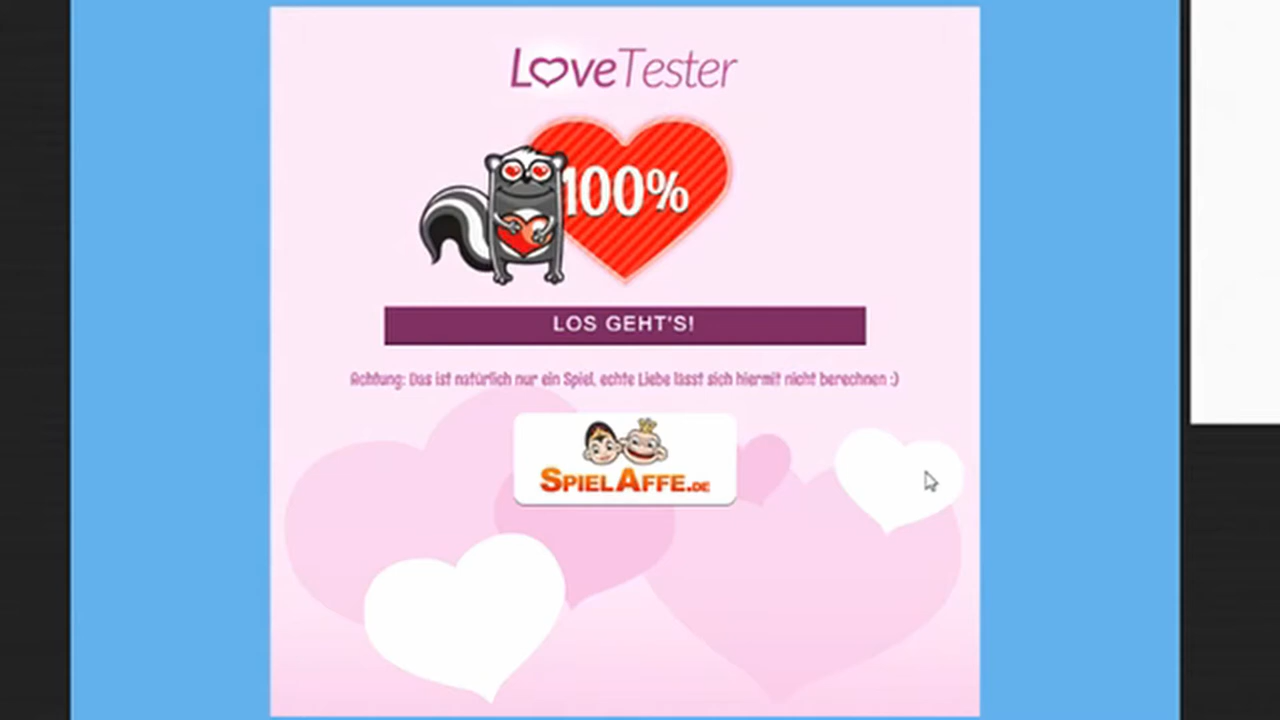 LoveTester
100%
LOS GEHT'S!
Achtung: Das ist natürlich nur ein Spiel, echte Liebe lässt sich hiermit nicht berechnen :)
SPIELAFFE.DE